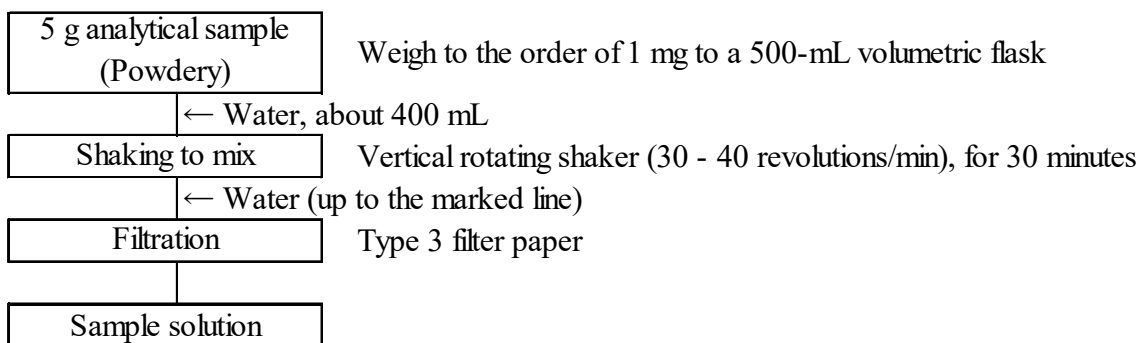 5 g analytical sample
(Powdery)
Weigh to the order of 1 mg to a 500-mL volumetric flask
← Water, about 400 mL
Shaking to mix
Vertical rotating shaker (30 - 40 revolutions/min), for 30 minutes
← Water (up to the marked line)
Filtration
Type 3 filter paper
Sample solution